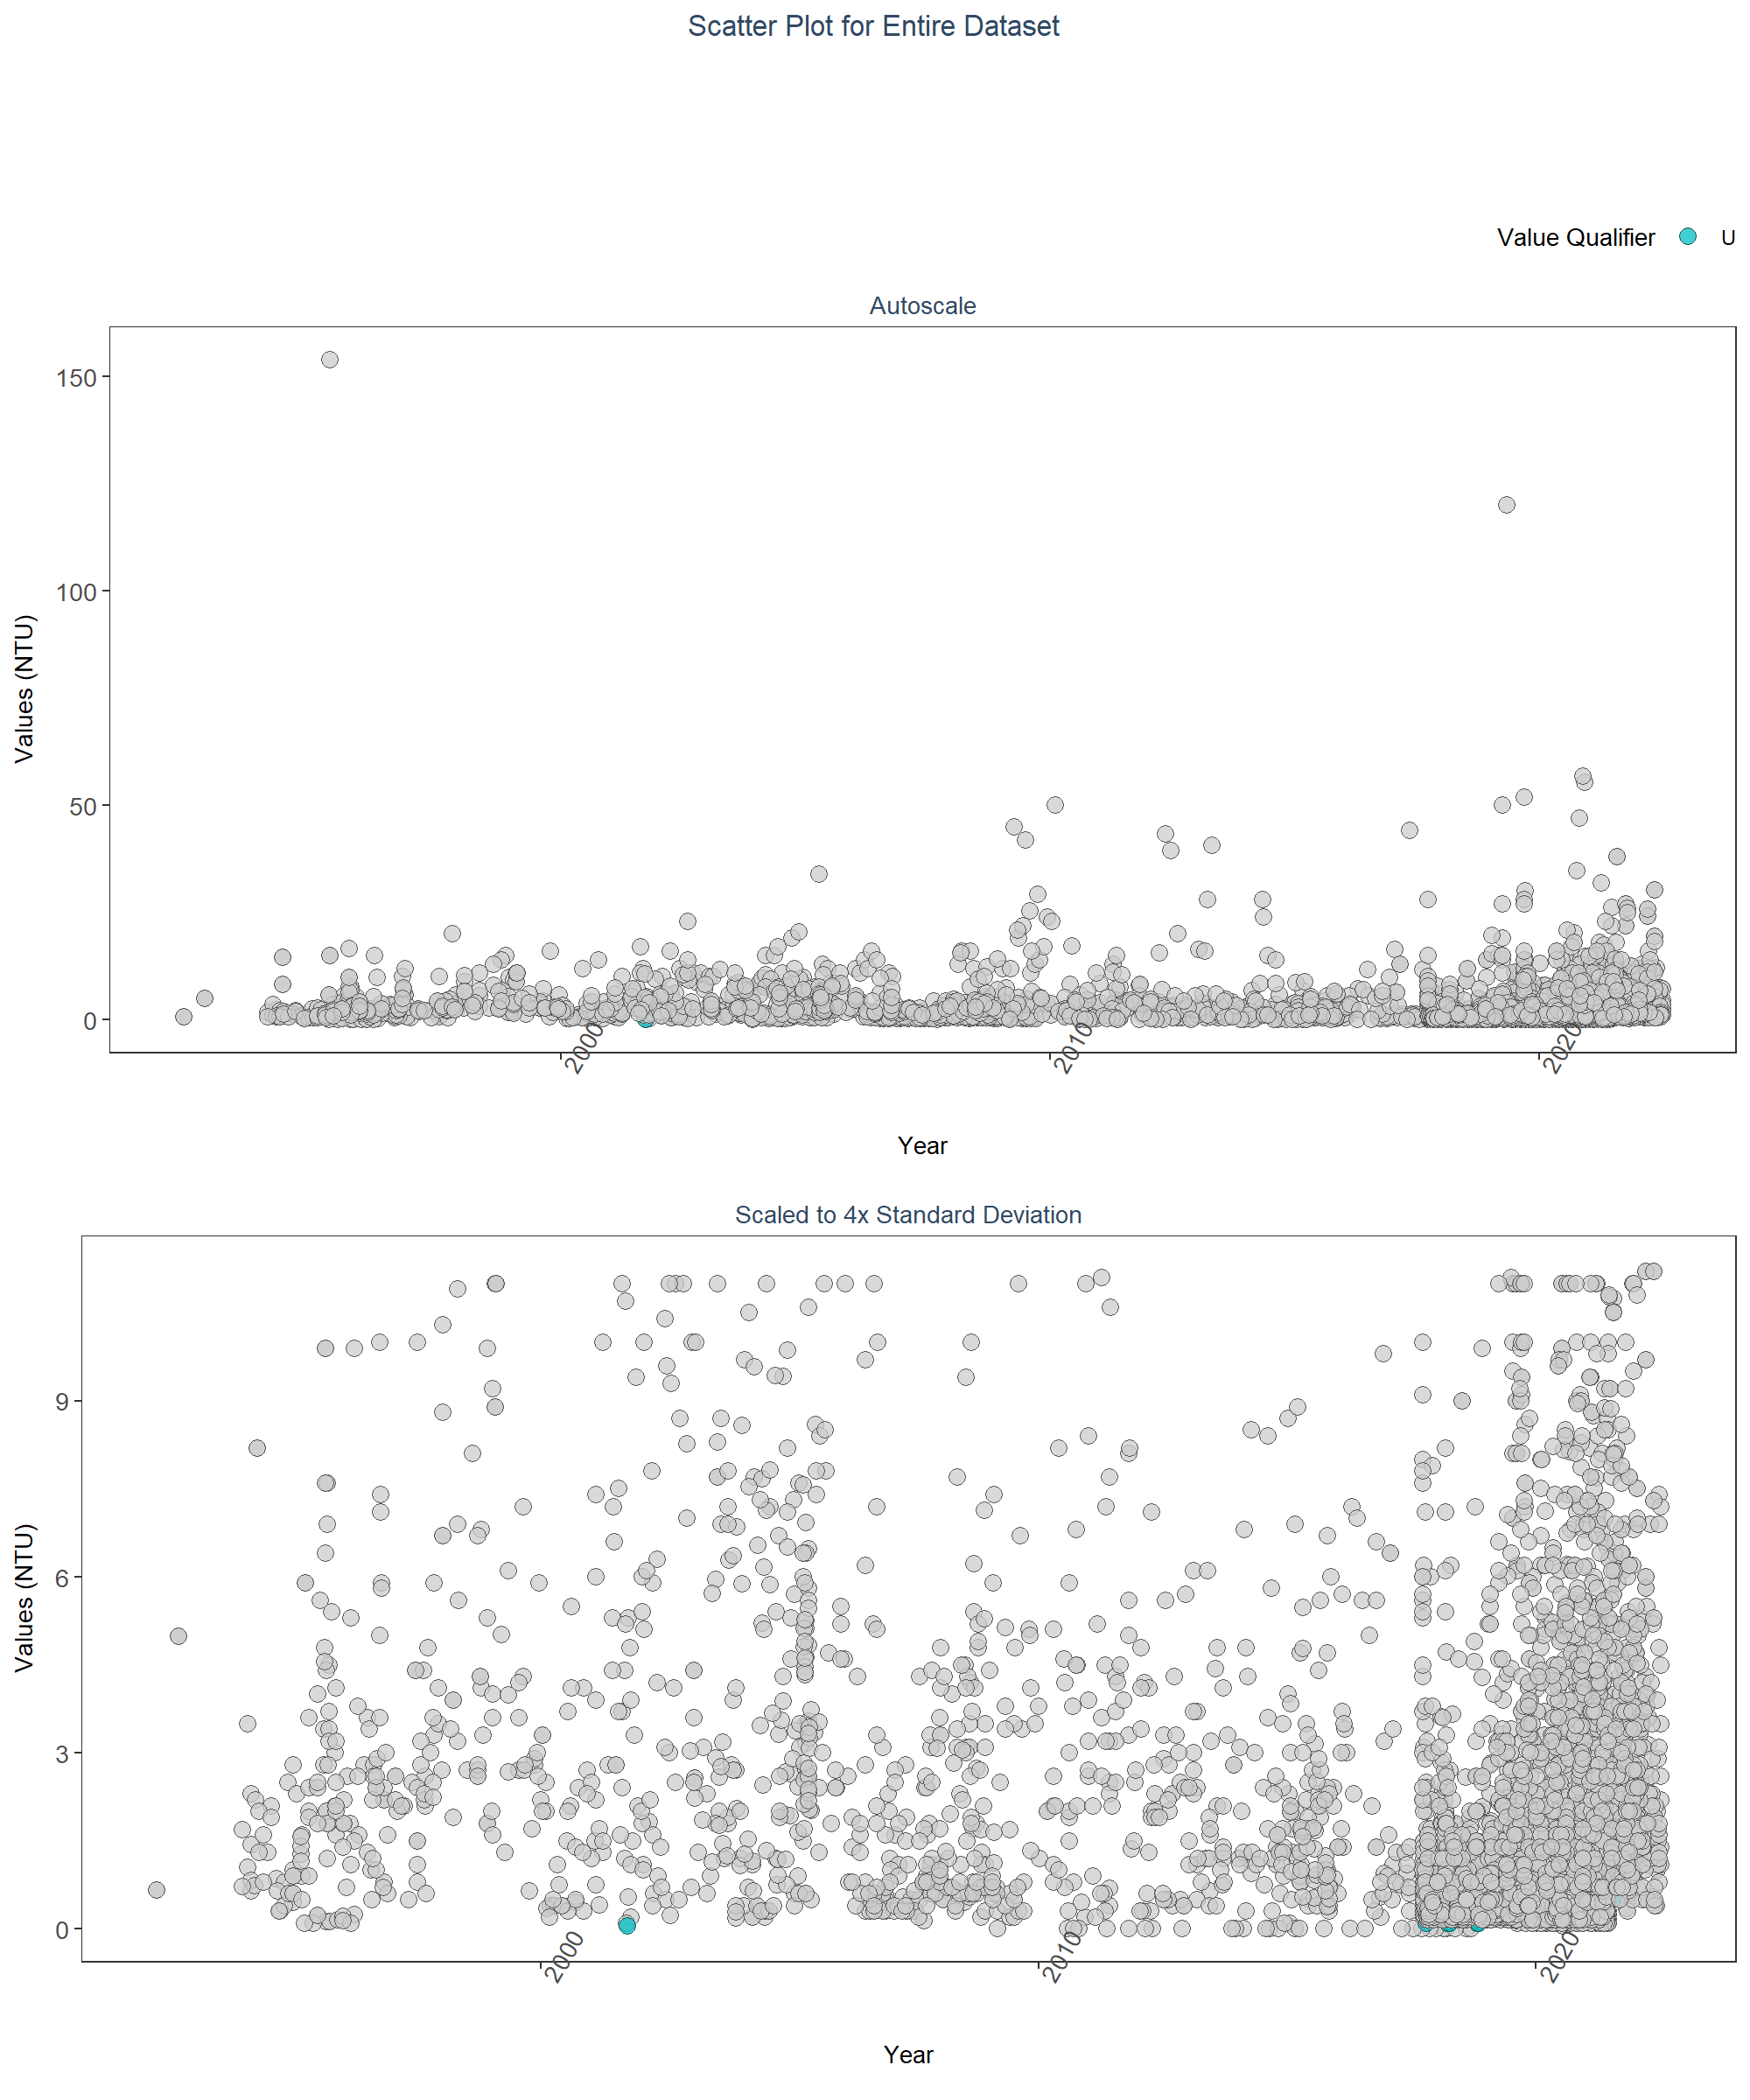 Scatter Plot for Entire Dataset
Value Qualifier U
Autoscale
Values (NTU)
150
100
50
0
2000 2010 2020
Year
Scaled to 4x Standard Deviation
Values (NTU)
9
6
3
0
2000 2010 2020
Year